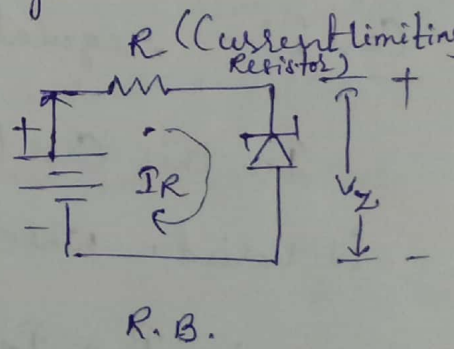 R (Current limiting
Resistor)
+
+
IR
Vz
-
-
R.B.